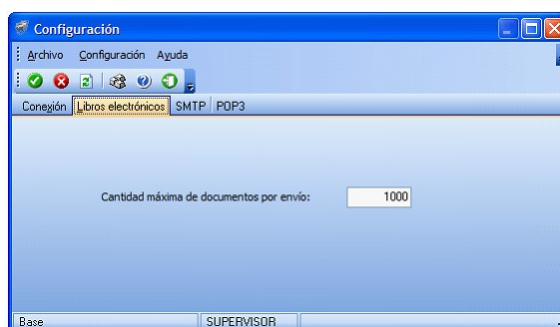 Configuración
Archivo Configuración Ayuda
Conexión Libros electrónicos SMTP POP3
Cantidad máxima de documentos por envío: 1000
Base SUPERVISOR